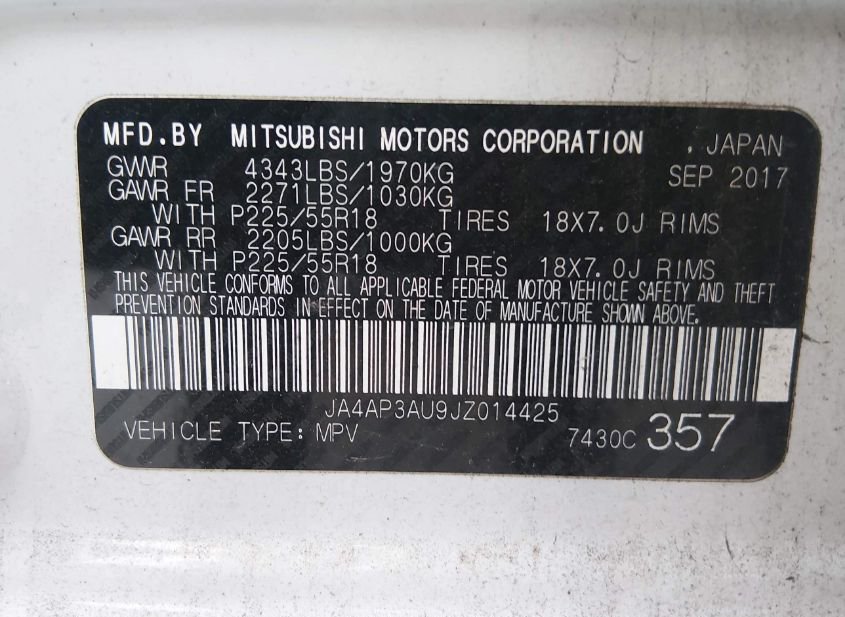 MFD.BY MITSUBISHI MOTORS CORPORATION . JAPAN
GVWR 4343LBS/1970KG SEP 2017
GAWR FR 2271LBS/1030KG
WITH P225/55R18 TIRES 18X7.0J RIMS
GAWR RR 2205LBS/1000KG
WITH P225/55R18 TIRES 18X7.0J RIMS
THIS VEHICLE CONFORMS TO ALL APPLICABLE FEDERAL MOTOR VEHICLE SAFETY AND THEFT
PREVENTION STANDARDS IN EFFECT ON THE DATE OF MANUFACTURE SHOWN ABOVE.
JA4AP3AU9JZ014425
VEHICLE TYPE: MPV 7430C 357